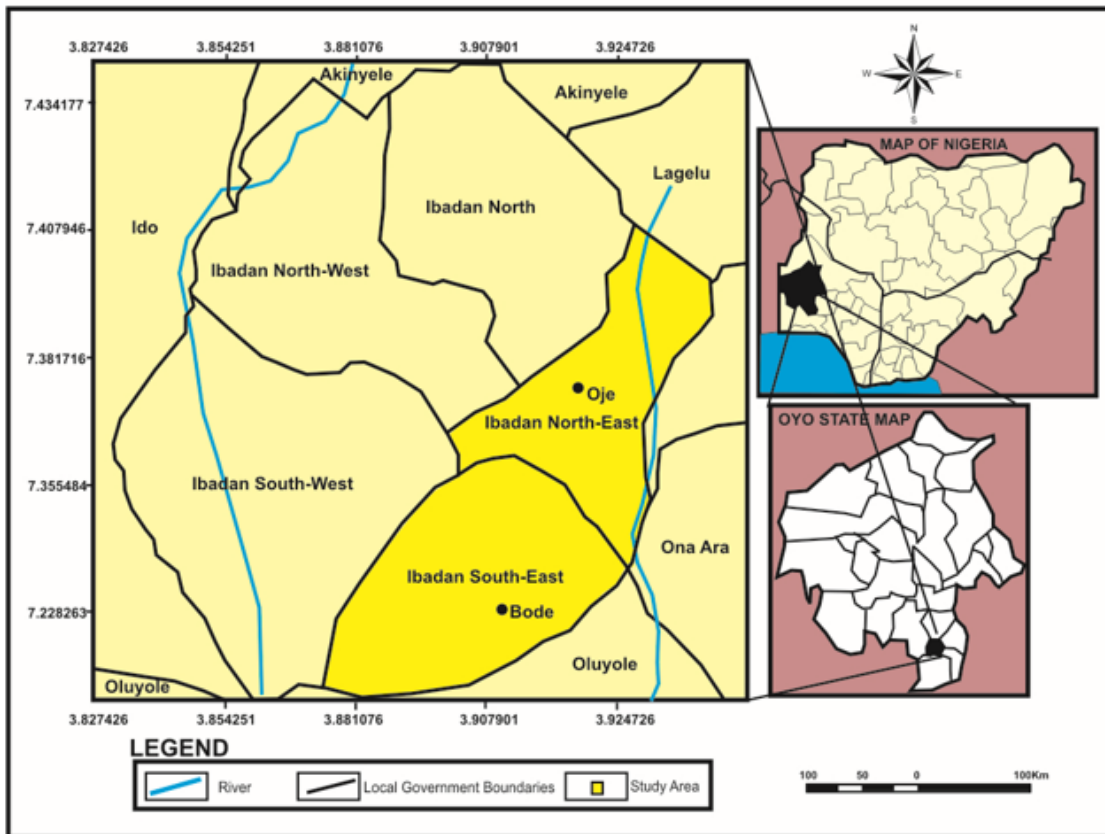 3.827426 3.854251 3.881076 3.907901 3.924726
N
W E
S
Akinyele
Akinyele
7.434177
MAP OF NIGERIA
Lagelu
Ibadan North
Ido
7.407946
Ibadan North-West
7.381716
Oje
Ibadan North-East
OYO STATE MAP
Ibadan South-West
7.355484
Ona Ara
Ibadan South-East
Bode
7.228263
Oluyole
Oluyole
3.827426 3.854251 3.881076 3.907901 3.924726
LEGEND
River Local Government Boundaries Study Area
100 50 0 100Km